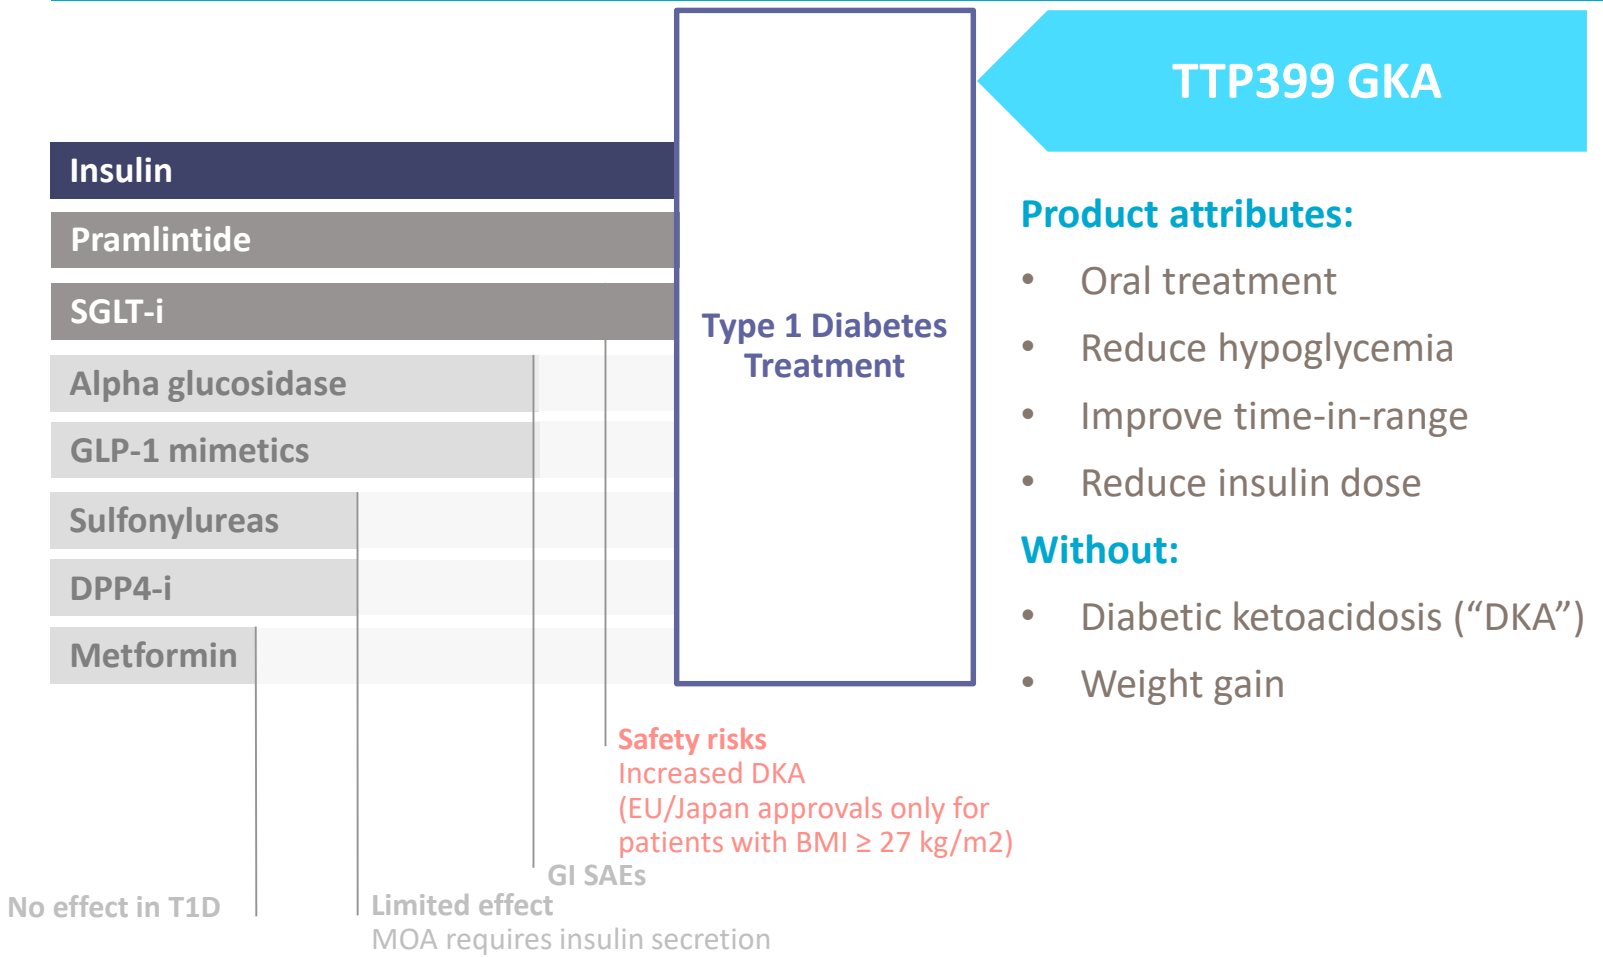 TTP399 GKA
Insulin
Pramlintide
SGLT-i
Alpha glucosidase
GLP-1 mimetics
Sulfonylureas
DPP4-i
Metformin
Type 1 Diabetes
Treatment
Product attributes:
• Oral treatment
• Reduce hypoglycemia
• Improve time-in-range
• Reduce insulin dose
Without:
• Diabetic ketoacidosis (“DKA”)
• Weight gain
Safety risks
Increased DKA
(EU/Japan approvals only for
patients with BMI ≥ 27 kg/m2)
GI SAEs
Limited effect
MOA requires insulin secretion
No effect in T1D